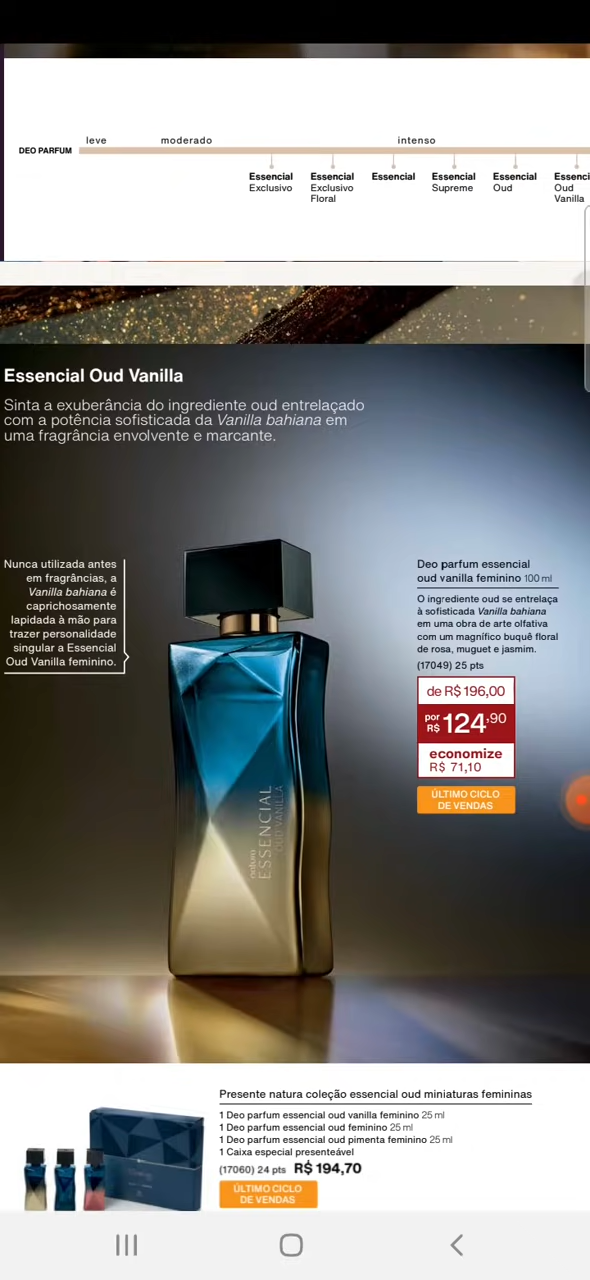 leve moderado intenso
DEO PARFUM
Essencial Exclusivo
Essencial Exclusivo Floral
Essencial
Essencial Supreme
Essencial Oud
Essenci Oud Vanilla
Essencial Oud Vanilla
Sinta a exuberância do ingrediente oud entrelaçado
com a potência sofisticada da Vanilla bahiana em
uma fragrância envolvente e marcante.
Nunca utilizada antes
em fragrâncias, a
Vanilla bahiana é
caprichosamente
lapidada à mão para
trazer personalidade
singular a Essencial
Oud Vanilla feminino.
natura
ESSENCIAL
OUD VANILLA
Deo parfum essencial
oud vanilla feminino 100 ml
O ingrediente oud se entrelaça
à sofisticada Vanilla bahiana
em uma obra de arte olfativa
com um magnífico buquê floral
de rosa, muguet e jasmim.
(17049) 25 pts
de R$ 196,00
por R$ 124,90
economize
R$ 71,10
ÚLTIMO CICLO
DE VENDAS
Presente natura coleção essencial oud miniaturas femininas
1 Deo parfum essencial oud vanilla feminino 25 ml
1 Deo parfum essencial oud feminino 25 ml
1 Deo parfum essencial oud pimenta feminino 25 ml
1 Caixa especial presenteável
(17060) 24 pts R$ 194,70
ÚLTIMO CICLO
DE VENDAS